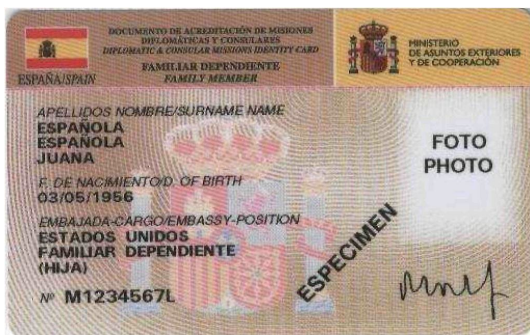 DOCUMENTO DE ACREDITACIÓN DE MISIONES
DIPLOMÁTICAS Y CONSULARES
DIPLOMATIC & CONSULAR MISSIONS IDENTITY CARD
FAMILIAR DEPENDIENTE
FAMILY MEMBER
ESPAÑA/SPAIN
MINISTERIO
DE ASUNTOS EXTERIORES
Y DE COOPERACIÓN
APELLIDOS NOMBRE/SURNAME NAME
ESPAÑOLA
ESPAÑOLA
JUANA
FOTO
PHOTO
F. DE NACIMIENTO/D. OF BIRTH
03/05/1956
EMBAJADA-CARGO/EMBASSY-POSITION
ESTADOS UNIDOS
FAMILIAR DEPENDIENTE
(HIJA)
ESPECIMEN
Nº M1234567L